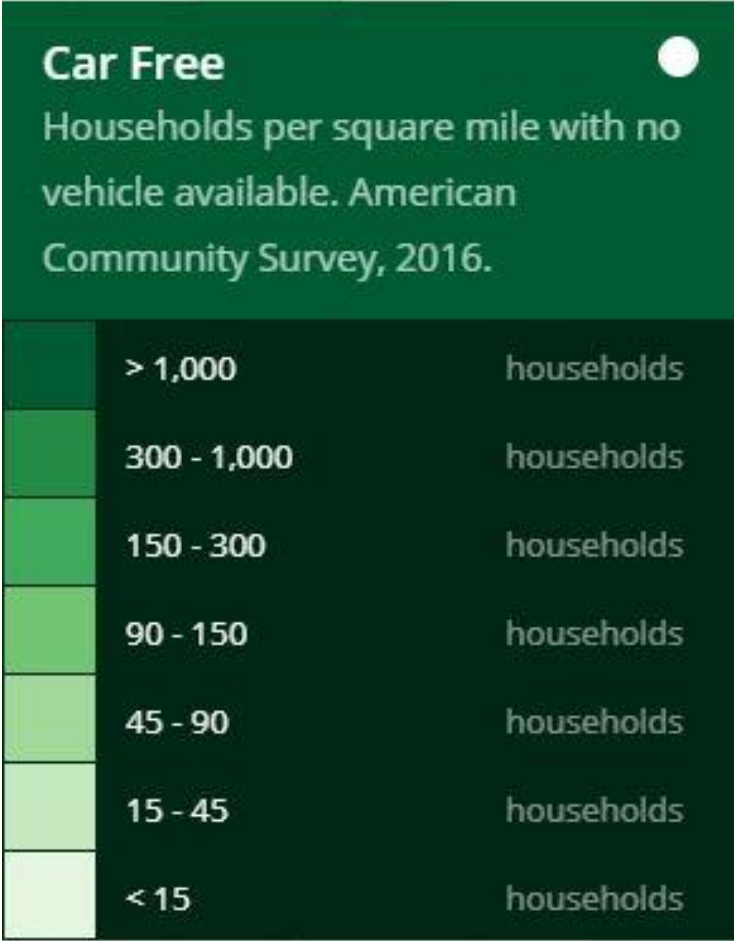 Car Free
Households per square mile with no
vehicle available. American
Community Survey, 2016.
> 1,000 households
300 - 1,000 households
150 - 300 households
90 - 150 households
45 - 90 households
15 - 45 households
< 15 households